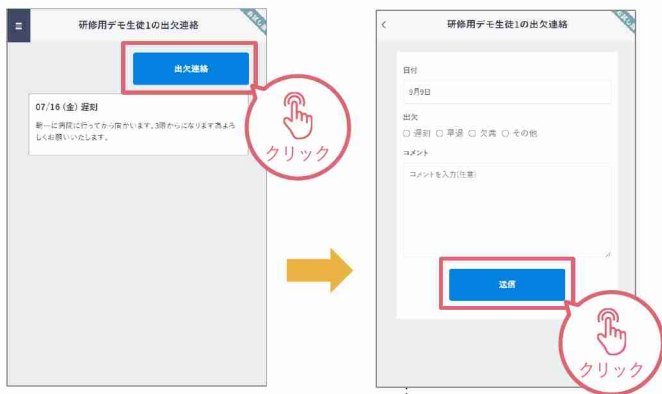 研修用デモ生徒1の出欠連絡
出欠連絡
07/16 (金) 遅刻
朝一に病院に行ってから向かいます。3限からになります為よろ
しくお願いいたします。
クリック
研修用デモ生徒1の出欠連絡
日付
9月9日
出欠
遅刻 早退 欠席 その他
コメント
コメントを入力(任意)
送信
クリック